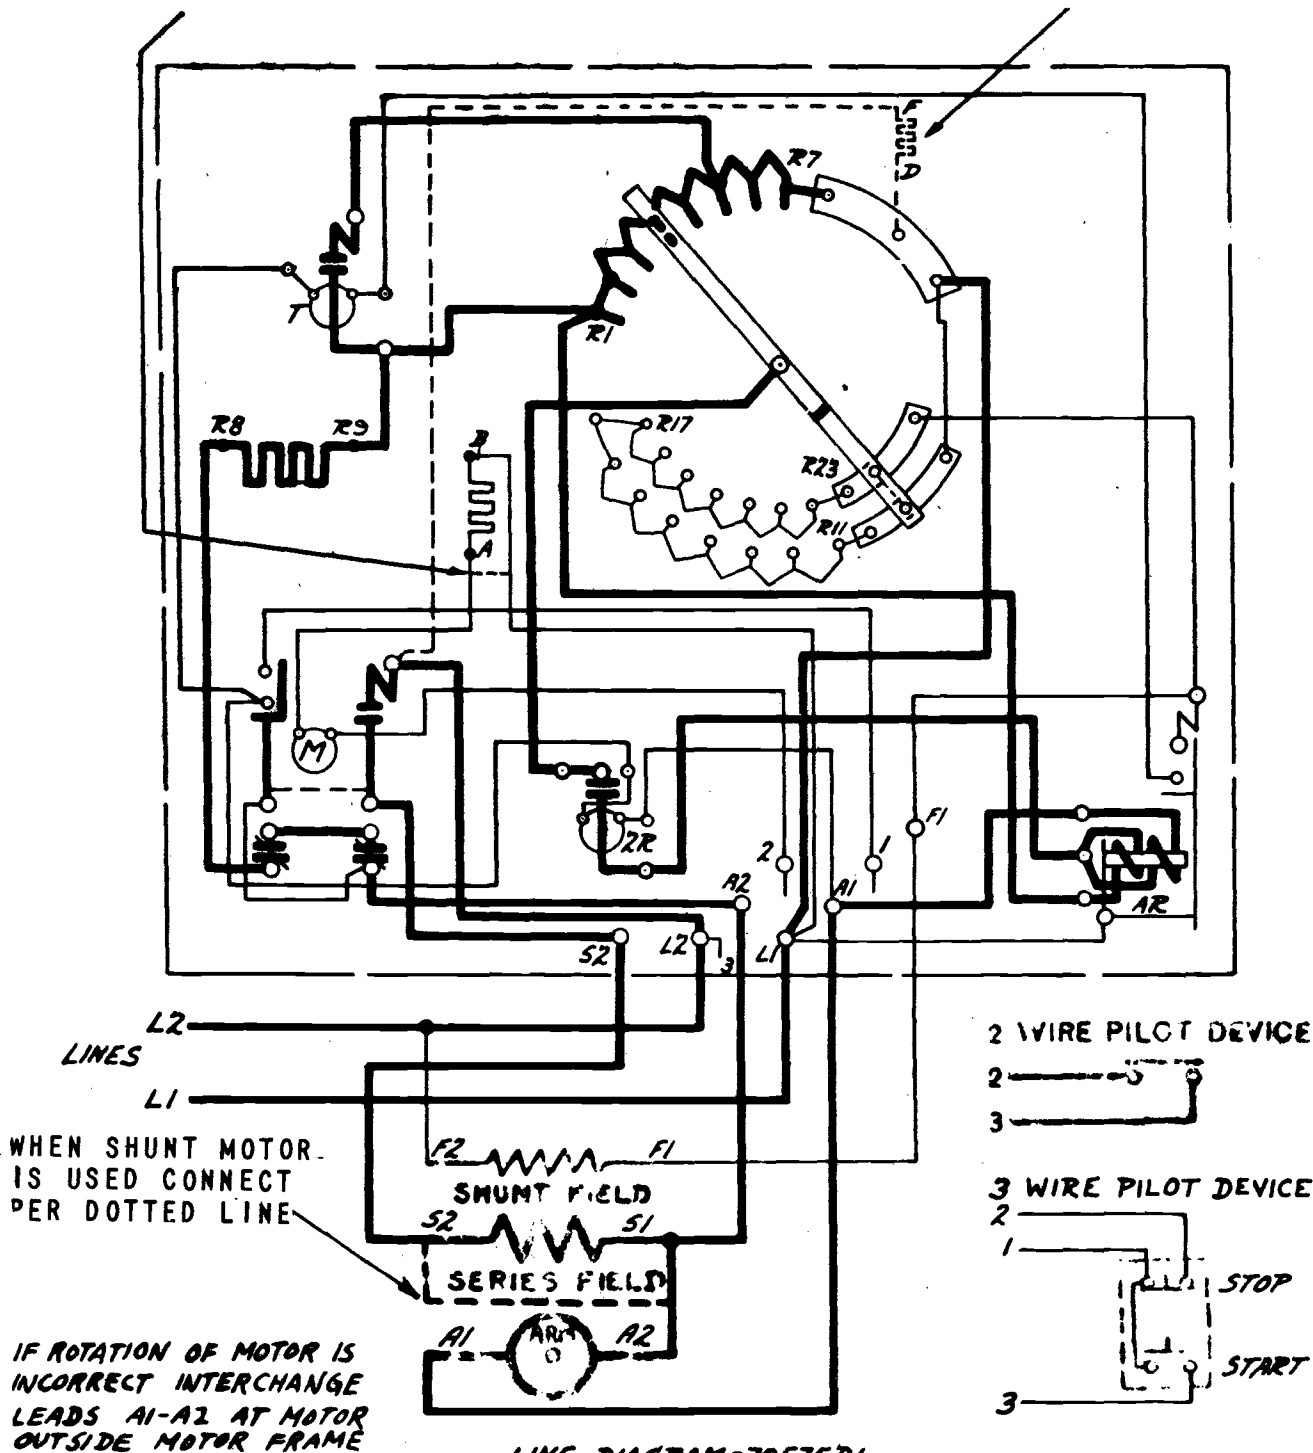 F
D
R7
T
R1
R8
R9
B
R17
R23
R11
A
M
2R
2
1
F1
A2
A1
AR
S2
L2
3
L1
L2
LINES
L1
2 WIRE PILOT DEVICE
2
3
WHEN SHUNT MOTOR
IS USED CONNECT
PER DOTTED LINE
F2
F1
SHUNT FIELD
S2
S1
SERIES FIELD
A1
ARM
A2
3 WIRE PILOT DEVICE
2
1
STOP
START
3
IF ROTATION OF MOTOR IS
INCORRECT INTERCHANGE
LEADS A1-A2 AT MOTOR
OUTSIDE MOTOR FRAME
LINE DIAGRAM